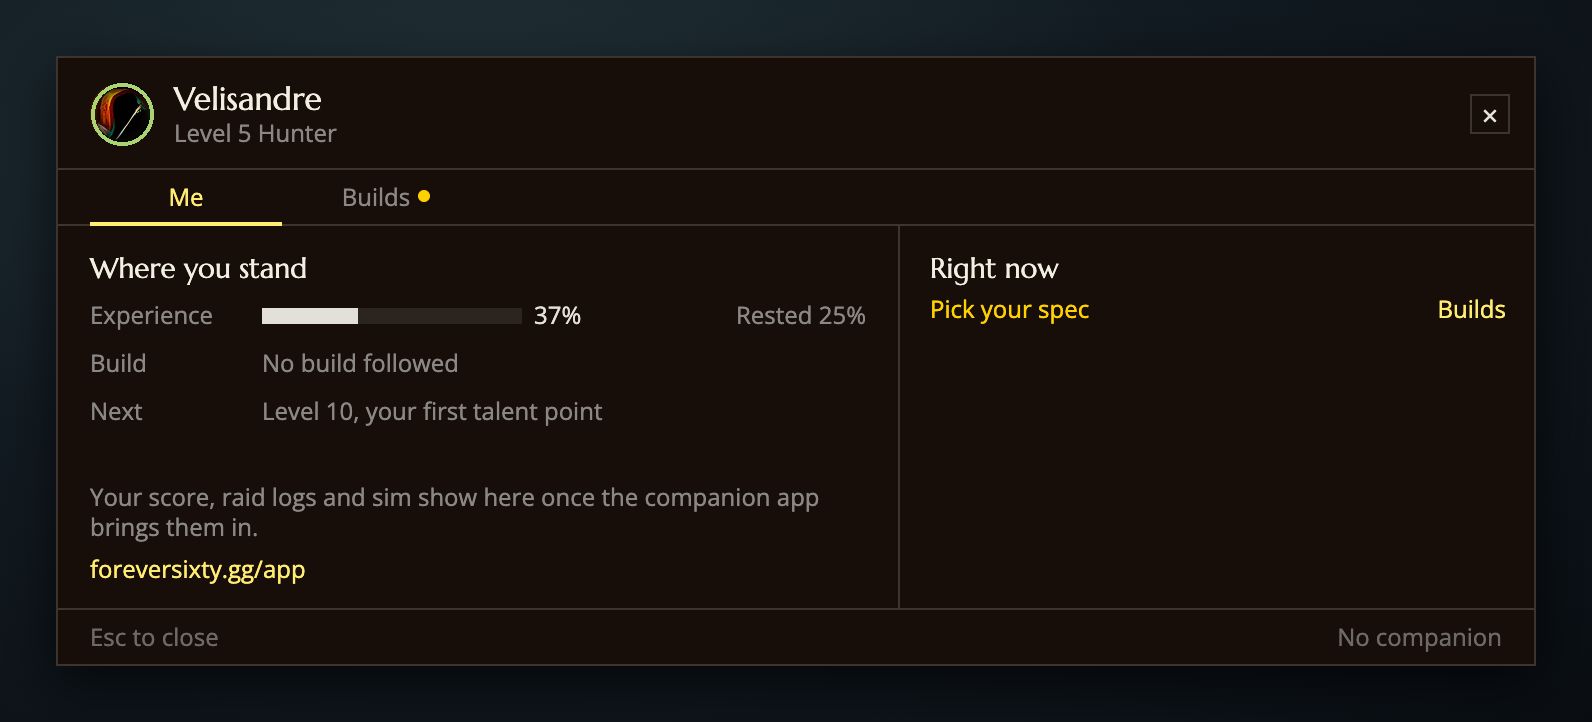 Velisandre
Level 5 Hunter
×
Me
Builds
Where you stand
Experience 37% Rested 25%
Build No build followed
Next Level 10, your first talent point
Your score, raid logs and sim show here once the companion app
brings them in.
foreversixty.gg/app
Right now
Pick your spec Builds
Esc to close
No companion